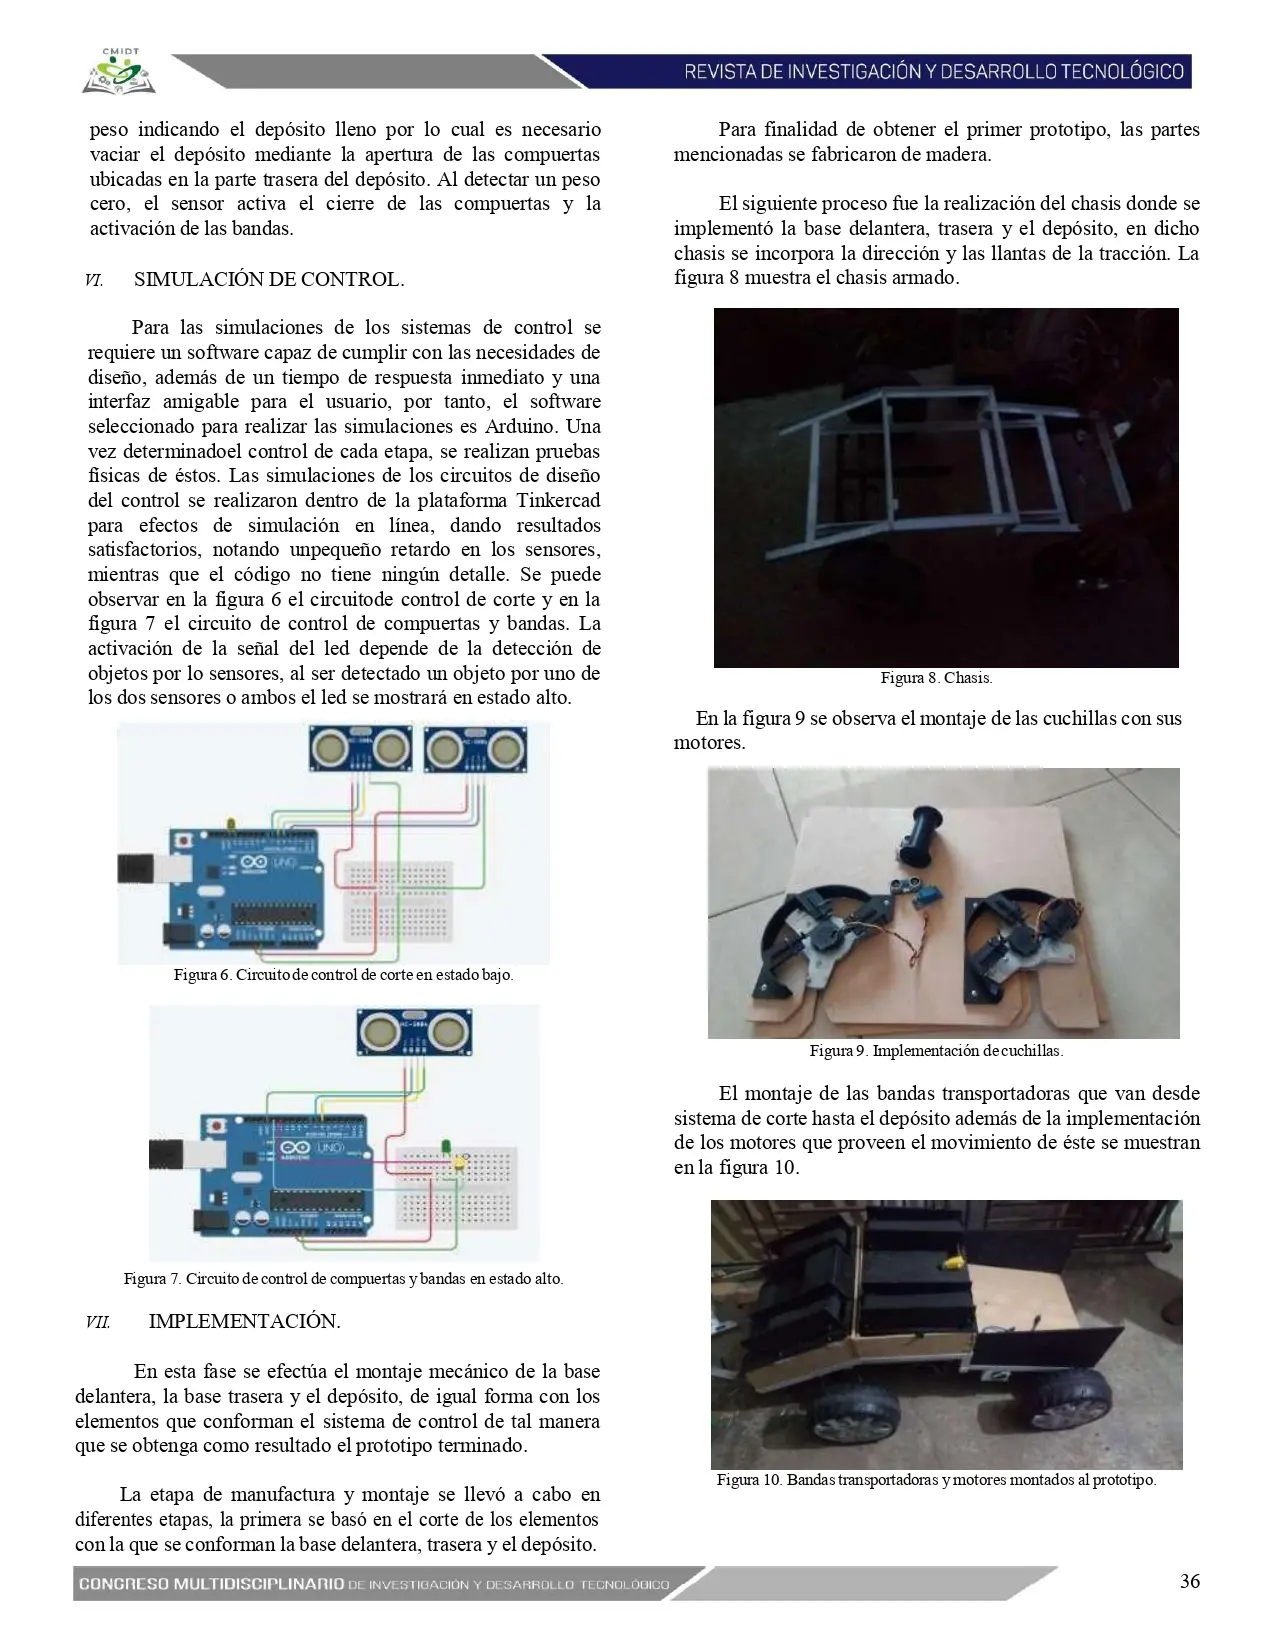 CMIDT
REVISTA DE INVESTIGACIÓN Y DESARROLLO TECNOLÓGICO
peso indicando el depósito lleno por lo cual es necesario
vaciar el depósito mediante la apertura de las compuertas
ubicadas en la parte trasera del depósito. Al detectar un peso
cero, el sensor activa el cierre de las compuertas y la
activación de las bandas.
VI. SIMULACIÓN DE CONTROL.
Para las simulaciones de los sistemas de control se
requiere un software capaz de cumplir con las necesidades de
diseño, además de un tiempo de respuesta inmediato y una
interfaz amigable para el usuario, por tanto, el software
seleccionado para realizar las simulaciones es Arduino. Una
vez determinadoel control de cada etapa, se realizan pruebas
físicas de éstos. Las simulaciones de los circuitos de diseño
del control se realizaron dentro de la plataforma Tinkercad
para efectos de simulación en línea, dando resultados
satisfactorios, notando unpequeño retardo en los sensores,
mientras que el código no tiene ningún detalle. Se puede
observar en la figura 6 el circuitode control de corte y en la
figura 7 el circuito de control de compuertas y bandas. La
activación de la señal del led depende de la detección de
objetos por lo sensores, al ser detectado un objeto por uno de
los dos sensores o ambos el led se mostrará en estado alto.
UNO
Figura 6. Circuito de control de corte en estado bajo.
UNO
Figura 7. Circuito de control de compuertas y bandas en estado alto.
VII. IMPLEMENTACIÓN.
En esta fase se efectúa el montaje mecánico de la base
delantera, la base trasera y el depósito, de igual forma con los
elementos que conforman el sistema de control de tal manera
que se obtenga como resultado el prototipo terminado.
La etapa de manufactura y montaje se llevó a cabo en
diferentes etapas, la primera se basó en el corte de los elementos
con la que se conforman la base delantera, trasera y el depósito.
Para finalidad de obtener el primer prototipo, las partes
mencionadas se fabricaron de madera.
El siguiente proceso fue la realización del chasis donde se
implementó la base delantera, trasera y el depósito, en dicho
chasis se incorpora la dirección y las llantas de la tracción. La
figura 8 muestra el chasis armado.
Figura 8. Chasis.
En la figura 9 se observa el montaje de las cuchillas con sus
motores.
Figura 9. Implementación de cuchillas.
El montaje de las bandas transportadoras que van desde
sistema de corte hasta el depósito además de la implementación
de los motores que proveen el movimiento de éste se muestran
en la figura 10.
Figura 10. Bandas transportadoras y motores montados al prototipo.
CONGRESO MULTIDISCIPLINARIO DE INVESTIGACIÓN Y DESARROLLO TECNOLÓGICO
36